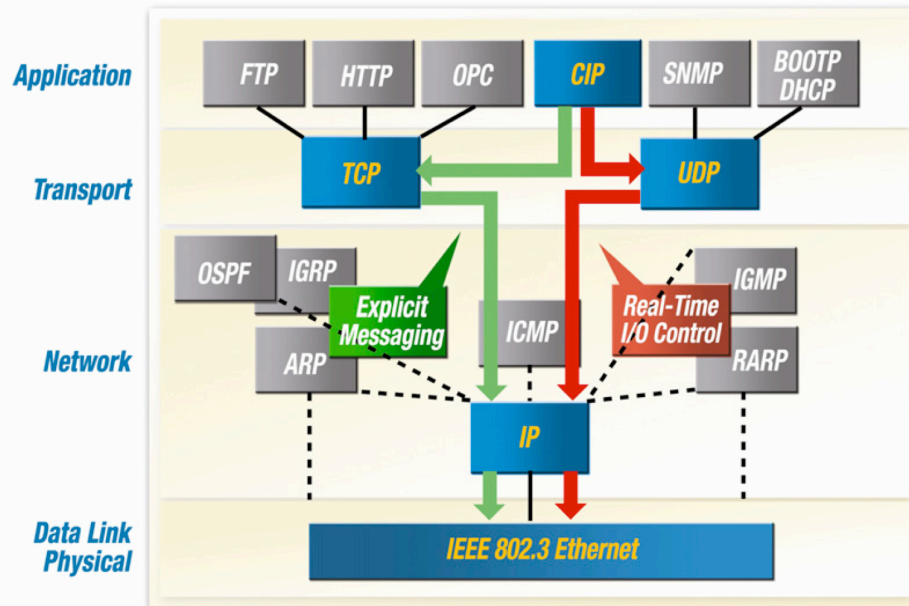 Application
FTP
HTTP
OPC
CIP
SNMP
BOOTP
DHCP
Transport
TCP
UDP
Network
OSPF
IGRP
Explicit
Messaging
ARP
ICMP
Real-Time
I/O Control
IGMP
RARP
IP
Data Link
Physical
IEEE 802.3 Ethernet